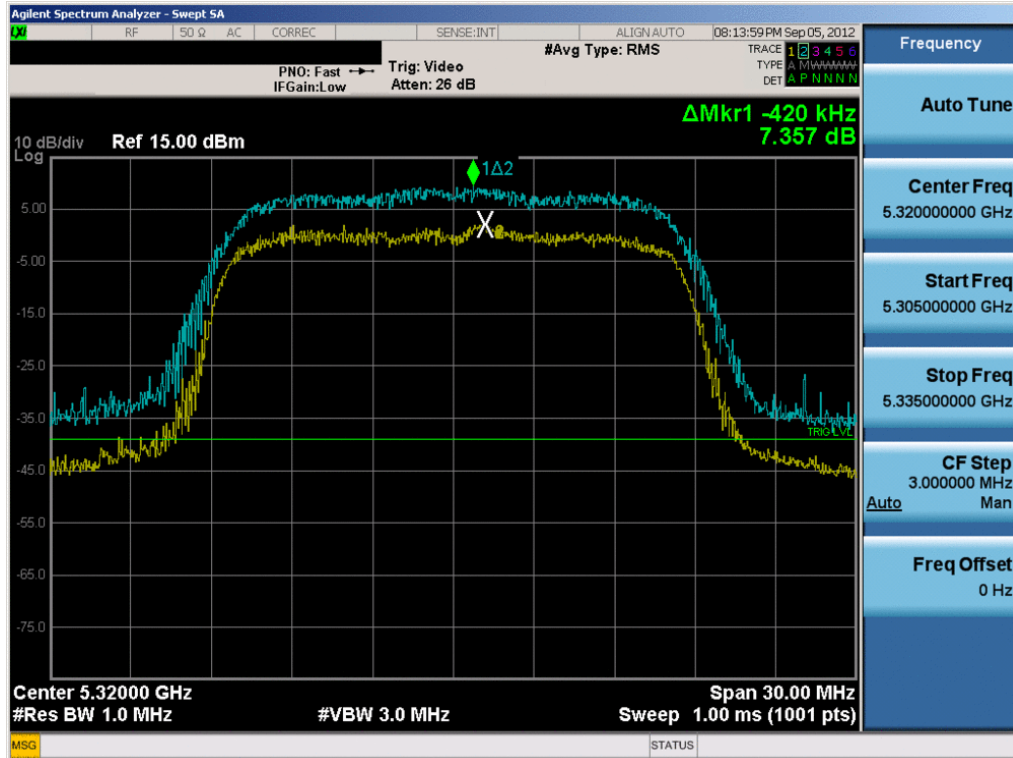 Agilent Spectrum Analyzer - Swept SA
LXI RF 50 Ω AC CORREC SENSE:INT ALIGN AUTO 08:13:59 PM Sep 05, 2012
#Avg Type: RMS
TRACE 1 2 3 4 5 6
PNO: Fast Trig: Video
TYPE A M W W W W
IFGain:Low Atten: 26 dB
DET A P N N N N
ΔMkr1 -420 kHz
7.357 dB
10 dB/div Ref 15.00 dBm
Log
1Δ2
5.00
-5.00
-15.0
-25.0
-35.0
TRIG LVL
-45.0
-55.0
-65.0
-75.0
Center 5.32000 GHz Span 30.00 MHz
#Res BW 1.0 MHz #VBW 3.0 MHz Sweep 1.00 ms (1001 pts)
MSG STATUS
Frequency
Auto Tune
Center Freq
5.320000000 GHz
Start Freq
5.305000000 GHz
Stop Freq
5.335000000 GHz
CF Step
3.000000 MHz
Auto Man
Freq Offset
0 Hz